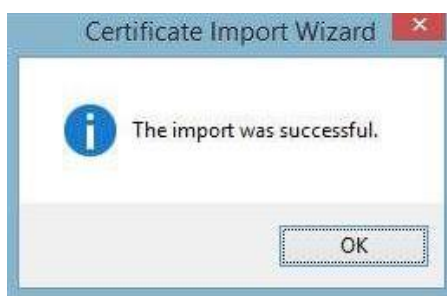 Certificate Import Wizard
The import was successful.
OK